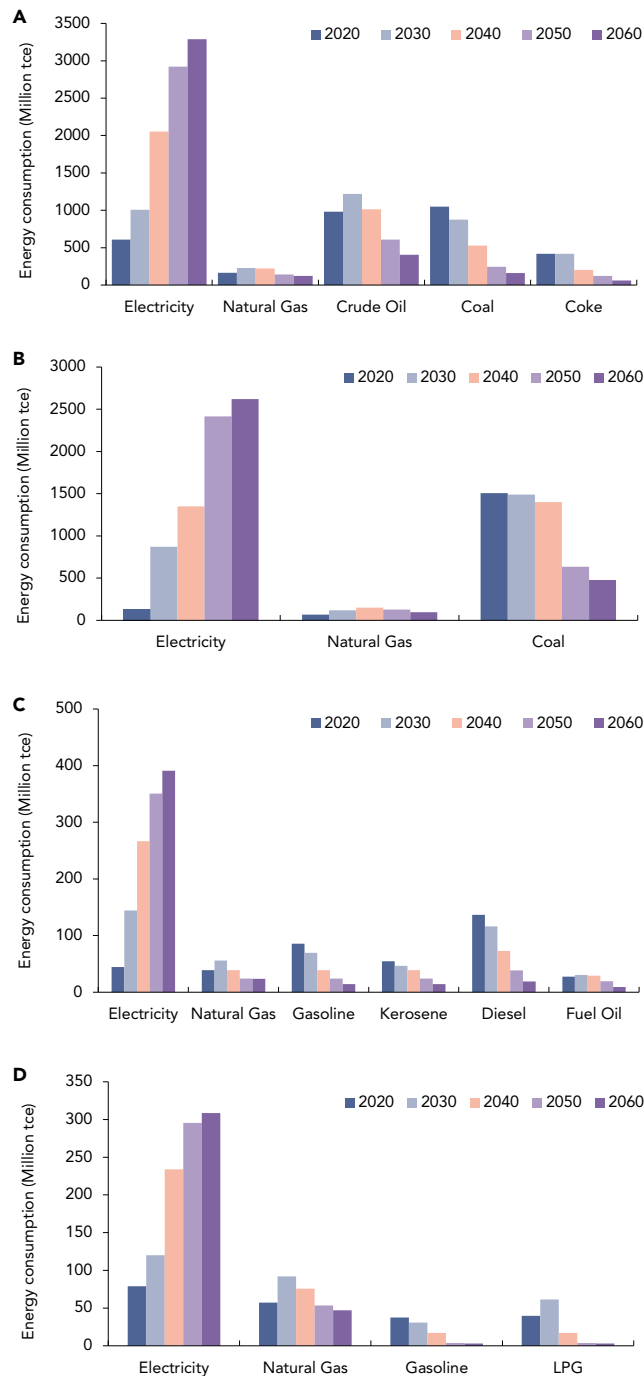 A
Energy consumption (Million tce)
2020 2030 2040 2050 2060
3500
3000
2500
2000
1500
1000
500
0
Electricity Natural Gas Crude Oil Coal Coke
B
Energy consumption (Million tce)
2020 2030 2040 2050 2060
3000
2500
2000
1500
1000
500
0
Electricity Natural Gas Coal
C
Energy consumption (Million tce)
2020 2030 2040 2050 2060
500
400
300
200
100
0
Electricity Natural Gas Gasoline Kerosene Diesel Fuel Oil
D
Energy consumption (Million tce)
2020 2030 2040 2050 2060
350
300
250
200
150
100
50
0
Electricity Natural Gas Gasoline LPG